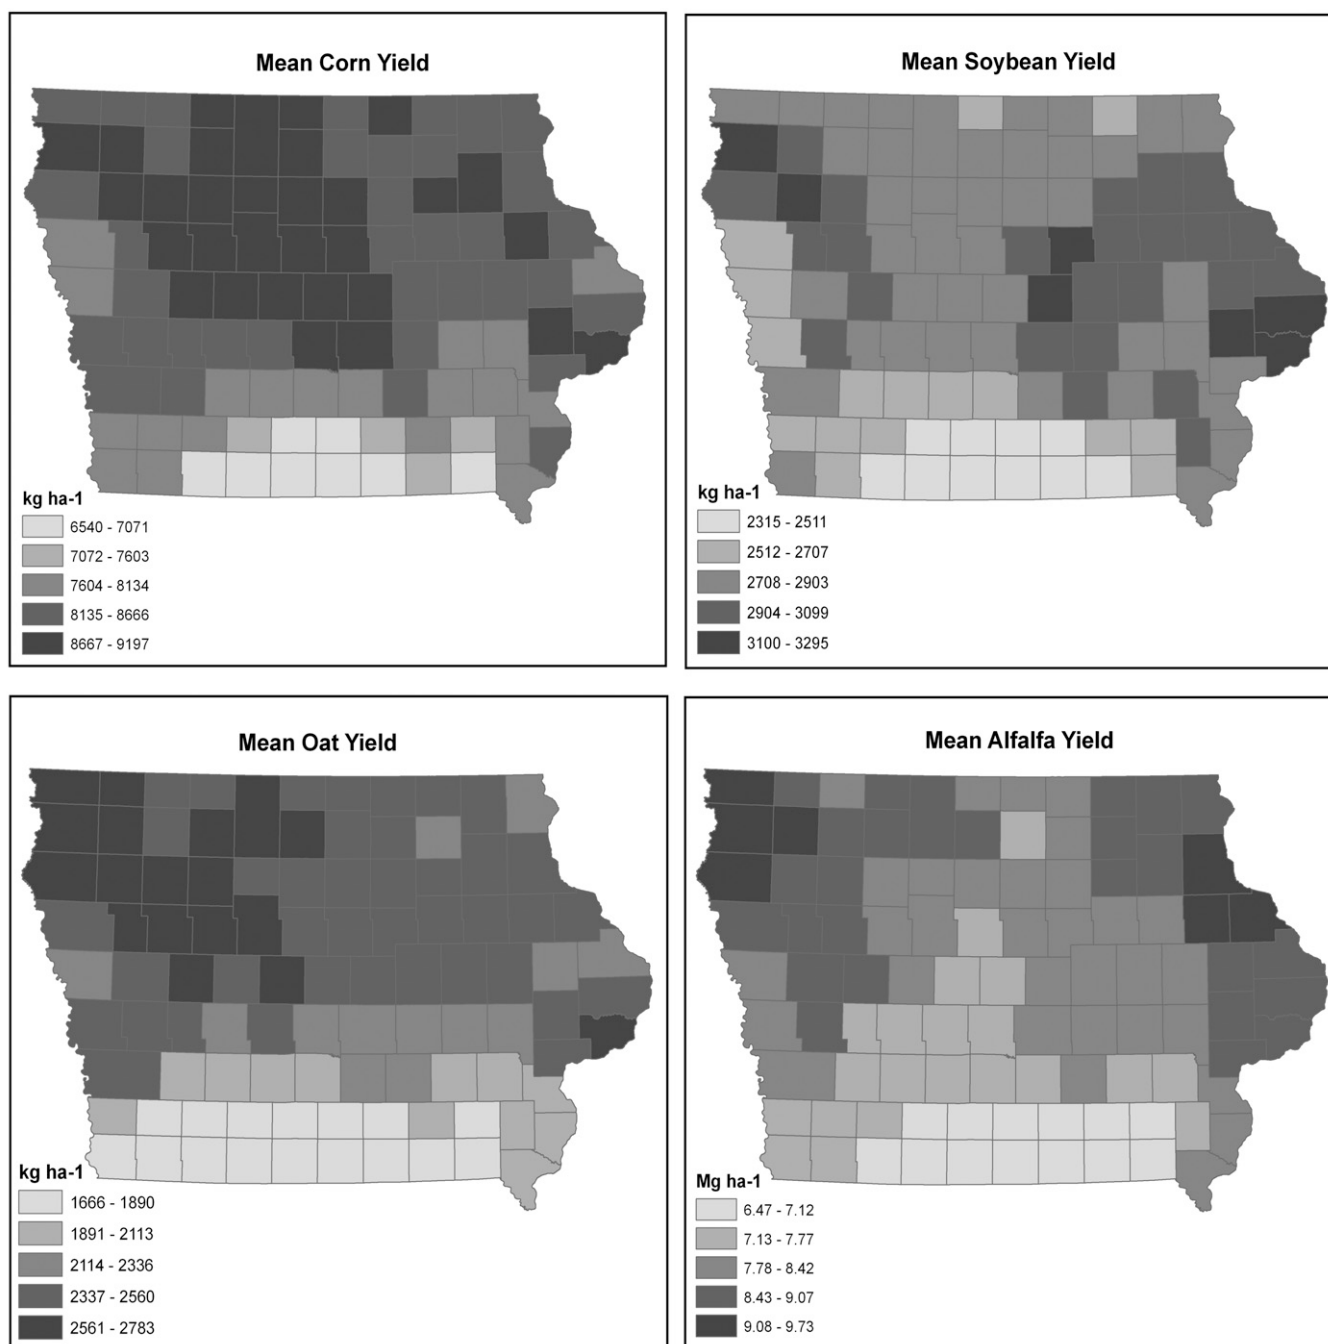 Mean Corn Yield
kg ha-1
6540 - 7071
7072 - 7603
7604 - 8134
8135 - 8666
8667 - 9197
Mean Soybean Yield
kg ha-1
2315 - 2511
2512 - 2707
2708 - 2903
2904 - 3099
3100 - 3295
Mean Oat Yield
kg ha-1
1666 - 1890
1891 - 2113
2114 - 2336
2337 - 2560
2561 - 2783
Mean Alfalfa Yield
Mg ha-1
6.47 - 7.12
7.13 - 7.77
7.78 - 8.42
8.43 - 9.07
9.08 - 9.73